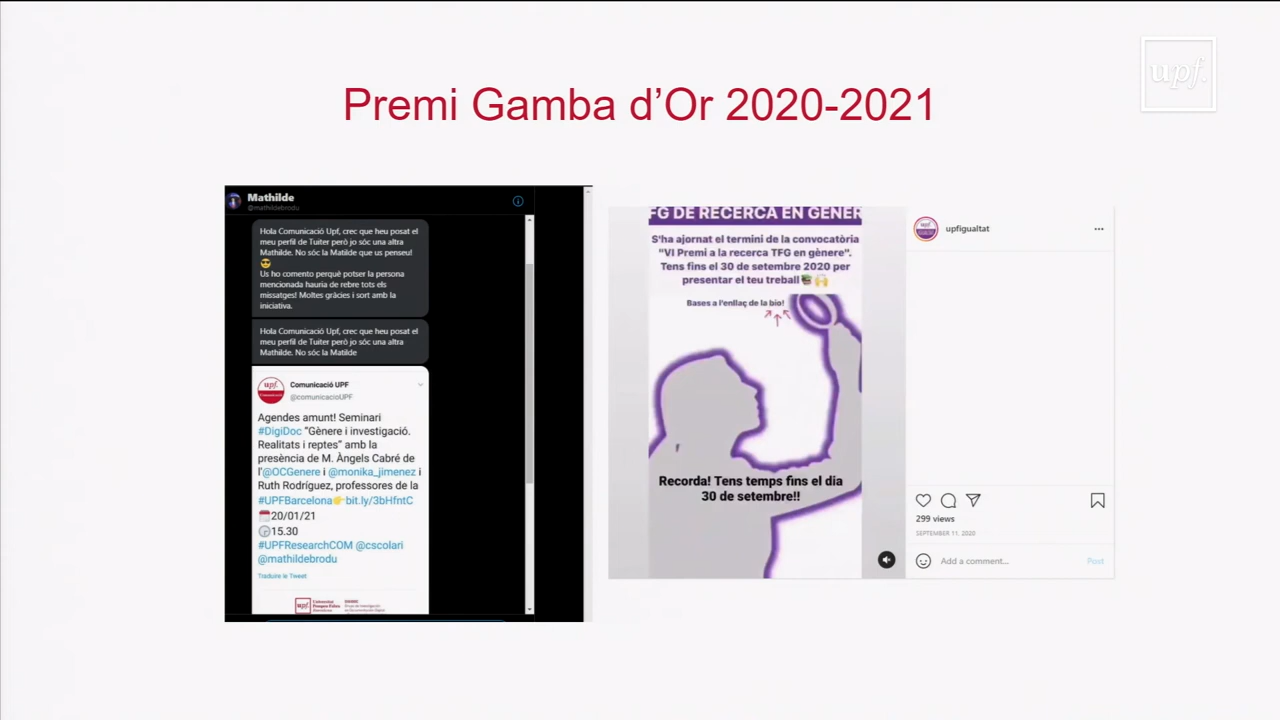 upf.
Premi Gamba d'Or 2020-2021
Mathilde
@mathildebrodu
Hola Comunicació Upf, crec que heu posat el
meu perfil de Tuiter però jo sóc una altra
Mathilde. No sóc la Matilde que us penseu!
😎
Us ho comento perquè potser la persona
mencionada hauria de rebre tots els
missatges! Moltes gràcies i sort amb la
iniciativa.
Hola Comunicació Upf, crec que heu posat el
meu perfil de Tuiter però jo sóc una altra
Mathilde. No sóc la Matilde
upf.
Comunicació UPF
@comunicacioUPF
Agendes amunt! Seminari
#DigiDoc "Gènere i investigació.
Realitats i reptes" amb la
presència de M. Àngels Cabré de
l'@OCGenere i @monika_jimenez i
Ruth Rodríguez, professores de la
#UPFBarcelona👉bit.ly/3bHfntC
📅20/01/21
🕞15.30
#UPFResearchCOM @cscolari
@mathildebrodu
Traduire le Tweet
upf.
Universitat
Pompeu Fabra
Barcelona
FG DE RECERCA EN GÈNER
S'ha ajornat el termini de la convocatòria
"VI Premi a la recerca TFG en gènere".
Tens fins el 30 de setembre 2020 per
presentar el teu treball📚🙌
Bases a l'enllaç de la bio!
Recorda! Tens temps fins el dia
30 de setembre!!
upfigualtat
299 views
SEPTEMBER 11, 2020
Add a comment...
Post